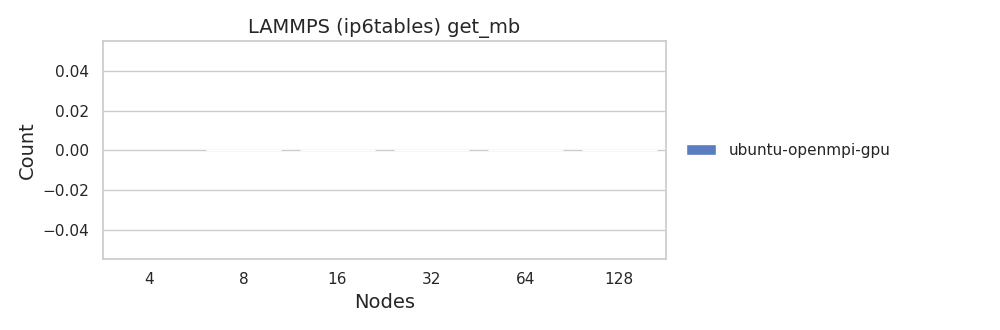 LAMMPS (ip6tables) get_mb
Count
0.04
0.02
0.00
−0.02
−0.04
ubuntu-openmpi-gpu
4 8 16 32 64 128
Nodes